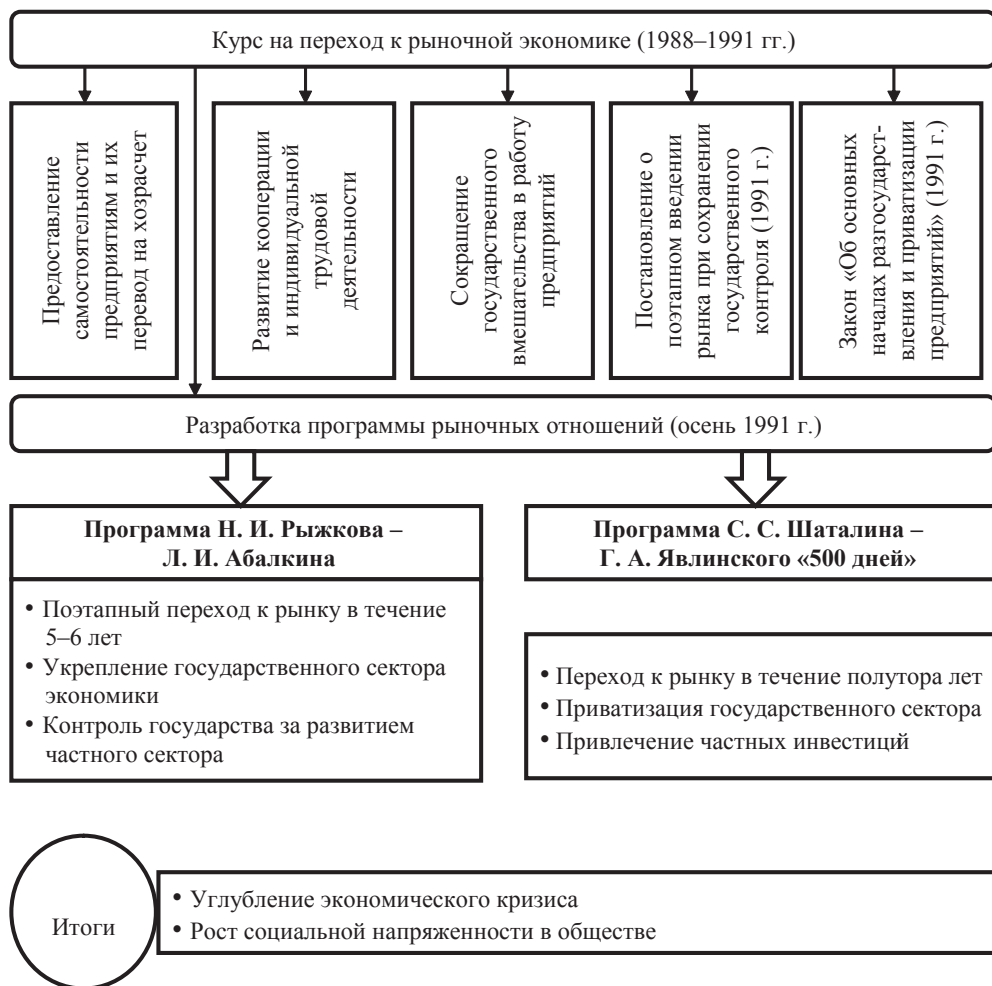 Курс на переход к рыночной экономике (1988–1991 гг.)
Предоставление
самостоятельности
предприятиям и их
перевод на хозрасчет
Развитие кооперации
и индивидуальной
трудовой
деятельности
Сокращение
государственного
вмешательства в работу
предприятий
Постановление о
поэтапном введении
рынка при сохранении
государственного
контроля (1991 г.)
Закон «Об основных
началах разгосударст-
вления и приватизации
предприятий» (1991 г.)
Разработка программы рыночных отношений (осень 1991 г.)
Программа Н. И. Рыжкова –
Л. И. Абалкина
• Поэтапный переход к рынку в течение
5–6 лет
• Укрепление государственного сектора
экономики
• Контроль государства за развитием
частного сектора
Программа С. С. Шаталина –
Г. А. Явлинского «500 дней»
• Переход к рынку в течение полутора лет
• Приватизация государственного сектора
• Привлечение частных инвестиций
Итоги
• Углубление экономического кризиса
• Рост социальной напряженности в обществе